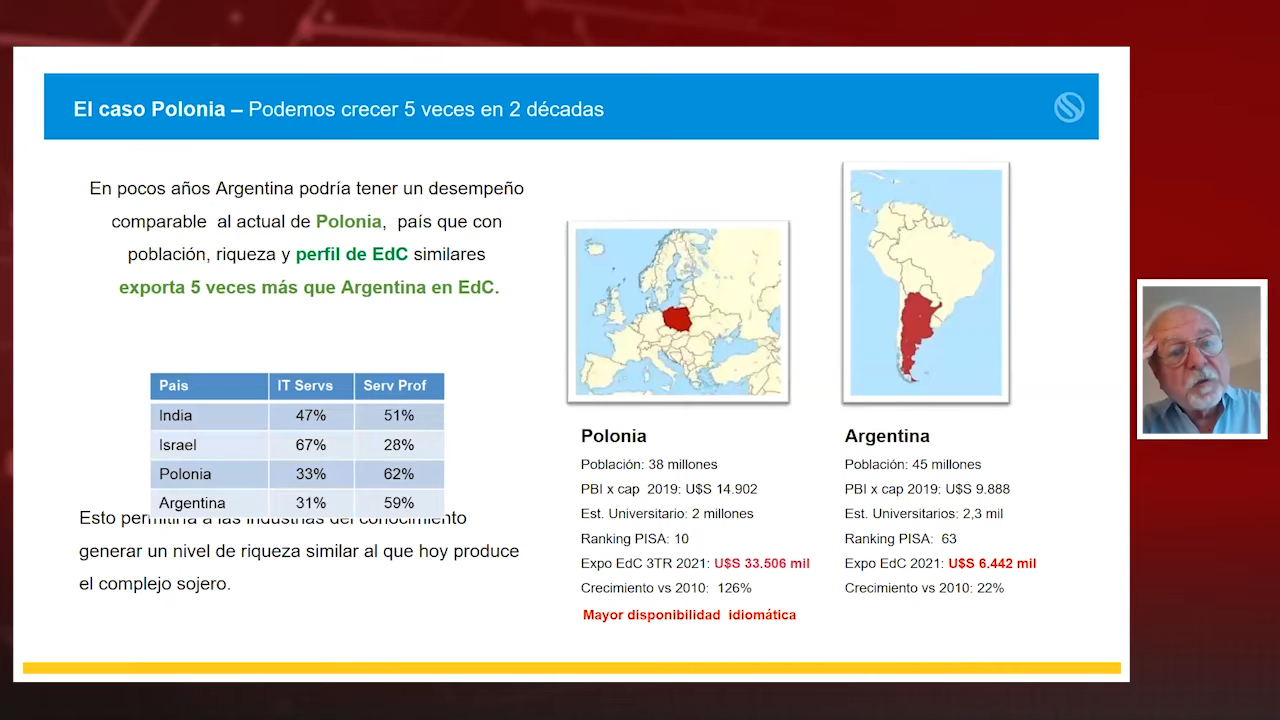 El caso Polonia – Podemos crecer 5 veces en 2 décadas
En pocos años Argentina podría tener un desempeño
comparable al actual de Polonia, país que con
población, riqueza y perfil de EdC similares
exporta 5 veces más que Argentina en EdC.
País IT Servs Serv Prof
India 47% 51%
Israel 67% 28%
Polonia 33% 62%
Argentina 31% 59%
Esto permitiría a las industrias del conocimiento
generar un nivel de riqueza similar al que hoy produce
el complejo sojero.
Polonia
Población: 38 millones
PBI x cap 2019: U$S 14.902
Est. Universitario: 2 millones
Ranking PISA: 10
Expo EdC 3TR 2021: U$S 33.506 mil
Crecimiento vs 2010: 126%
Mayor disponibilidad idiomática
Argentina
Población: 45 millones
PBI x cap 2019: U$S 9.888
Est. Universitarios: 2,3 mil
Ranking PISA: 63
Expo EdC 2021: U$S 6.442 mil
Crecimiento vs 2010: 22%